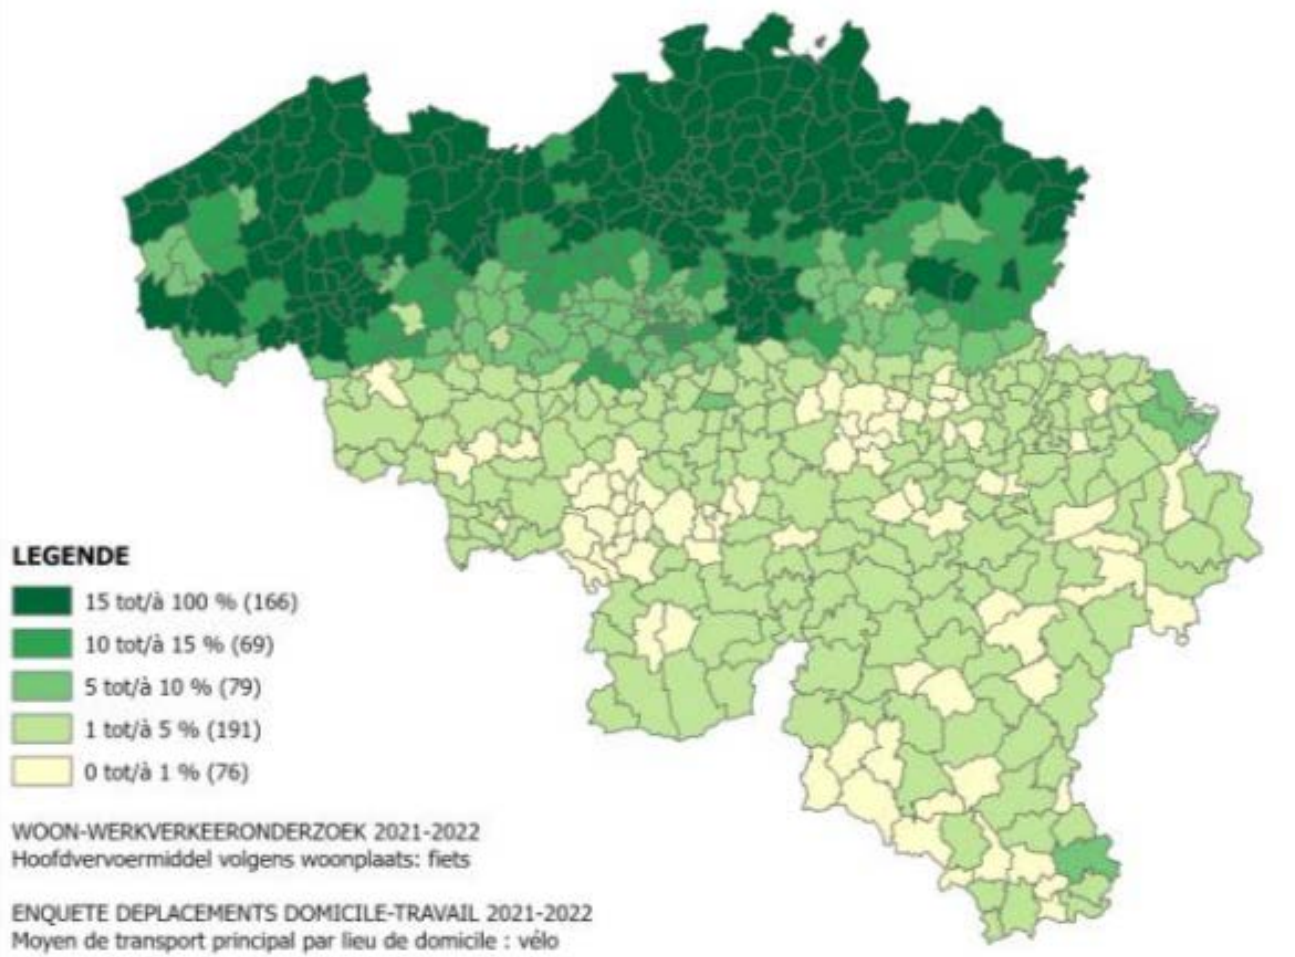 LEGENDE
15 tot/à 100 % (166)
10 tot/à 15 % (69)
5 tot/à 10 % (79)
1 tot/à 5 % (191)
0 tot/à 1 % (76)
WOON-WERKVERKEERONDERZOEK 2021-2022
Hoofdvervoermiddel volgens woonplaats: fiets
ENQUETE DEPLACEMENTS DOMICILE-TRAVAIL 2021-2022
Moyen de transport principal par lieu de domicile : vélo